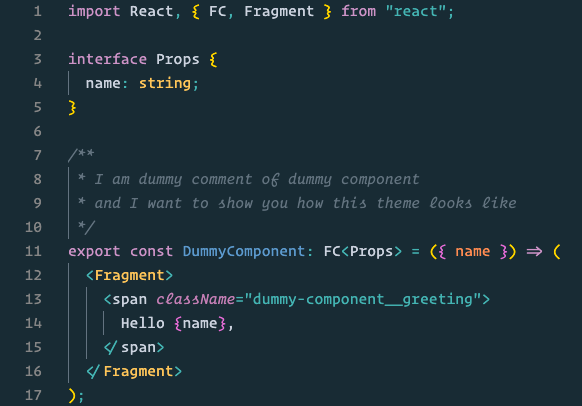 1 import React, { FC, Fragment } from "react";
2
3 interface Props {
4   name: string;
5 }
6
7 /**
8  * I am dummy comment of dummy component
9  * and I want to show you how this theme looks like
10  */
11 export const DummyComponent: FC<Props> = ({ name }) => (
12   <Fragment>
13     <span className="dummy-component__greeting">
14       Hello {name},
15     </span>
16   </Fragment>
17 );